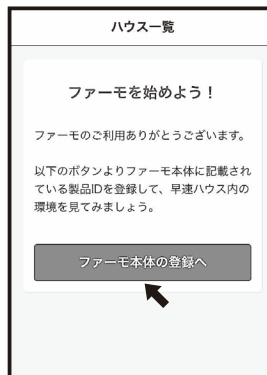 ハウス一覧
ファーモを始めよう！
ファーモのご利用ありがとうございます。
以下のボタンよりファーモ本体に記載され
ている製品IDを登録して、早速ハウス内の
環境を見てみましょう。
ファーモ本体の登録へ